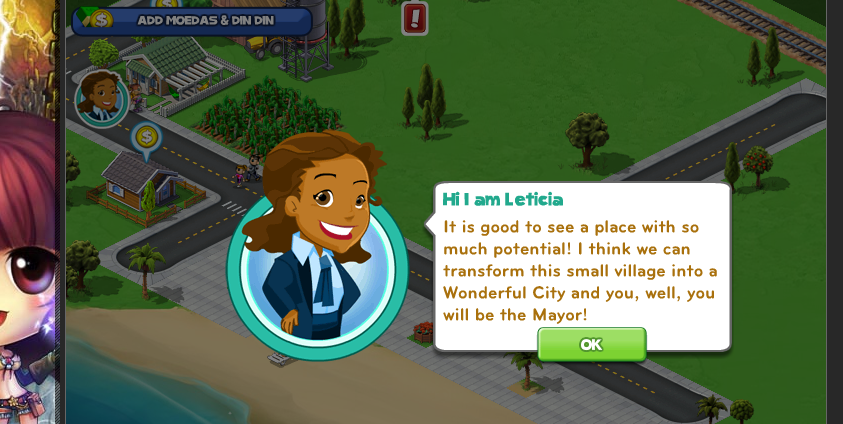 ADD MOEDAS & DIN DIN
!
Hi I am Leticia
It is good to see a place with so
much potential! I think we can
transform this small village into a
Wonderful City and you, well, you
will be the Mayor!
OK